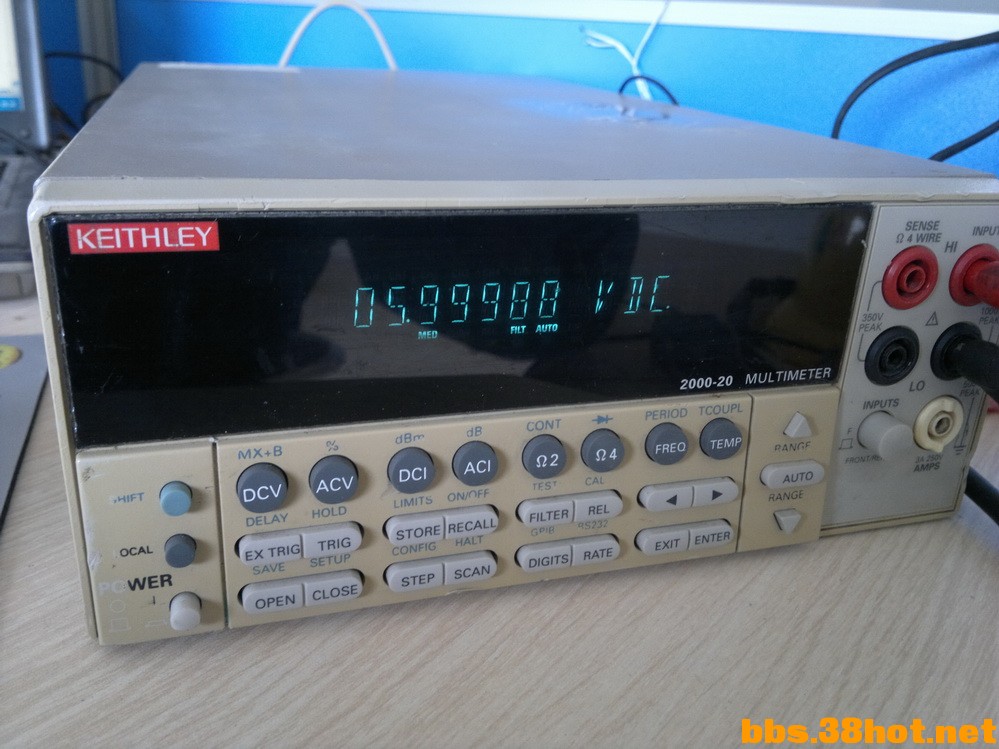 KEITHLEY
05.99988 VDC
MED FILT AUTO
2000-20 MULTIMETER
SENSE
Ω 4 WIRE
HI
350V
PEAK
LO
INPUTS
F
2A 250V
AMPS
MX+B % dBm dB CONT PERIOD TCOUPL
DCV ACV DCI ACI Ω2 Ω4 FREQ TEMP
RANGE
AUTO
RANGE
DELAY HOLD LIMITS ON/OFF TEST CAL
EX TRIG TRIG STORE RECALL FILTER REL
SAVE SETUP CONFIG HALT GPIB RS232
OPEN CLOSE STEP SCAN DIGITS RATE EXIT ENTER
HIFT
OCAL
POWER
bbs.38hot.net